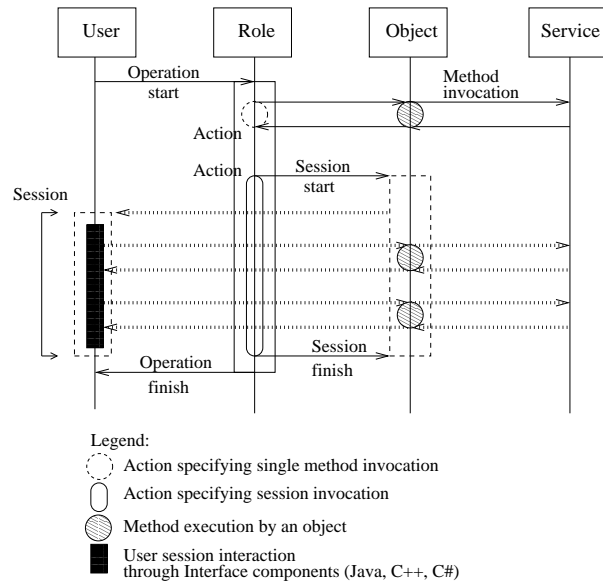 User
Role
Object
Service
Operation
start
Method
invocation
Action
Action
Session
start
Session
Operation
finish
Session
finish
Legend:
Action specifying single method invocation
Action specifying session invocation
Method execution by an object
User session interaction
through Interface components (Java, C++, C#)